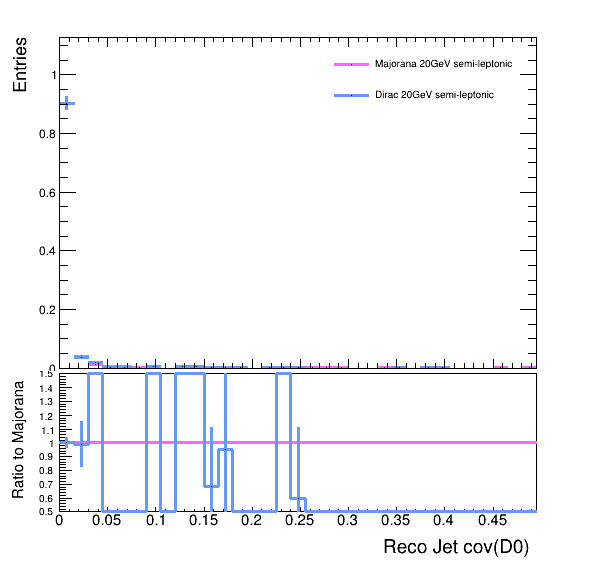 Entries
Majorana 20GeV semi-leptonic
Dirac 20GeV semi-leptonic
1
0.8
0.6
0.4
0.2
0
Ratio to Majorana
1.5
1.4
1.3
1.2
1.1
1
0.9
0.8
0.7
0.6
0.5
0 0.05 0.1 0.15 0.2 0.25 0.3 0.35 0.4 0.45
Reco Jet cov(D0)